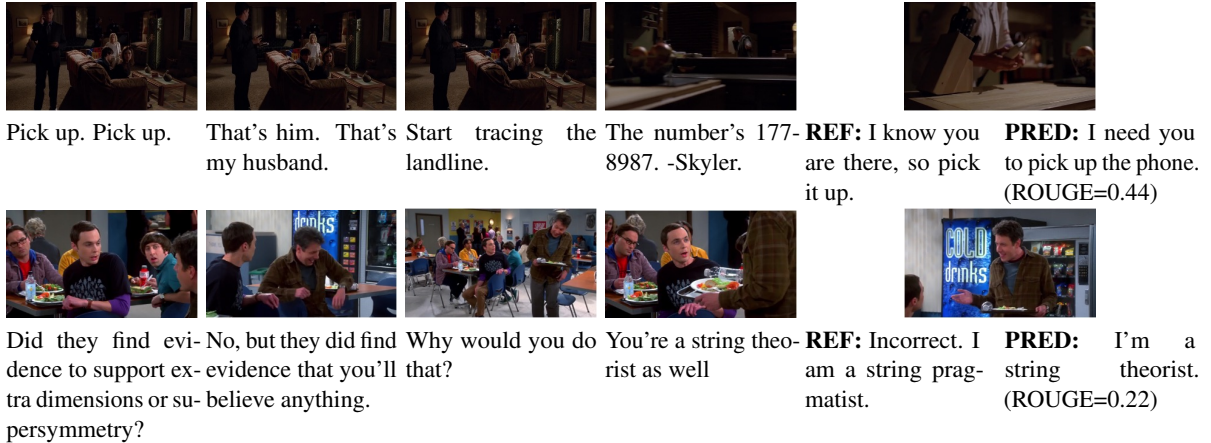 Pick up. Pick up.
That's him. That's
my husband.
Start tracing the
landline.
The number's 177-
8987. -Skyler.
REF: I know you
are there, so pick
it up.
PRED: I need you
to pick up the phone.
(ROUGE=0.44)
drinks
COLD
drinks
Did they find evi-
dence to support ex-
tra dimensions or su-
persymmetry?
No, but they did find
evidence that you'll
believe anything.
Why would you do
that?
You're a string theo-
rist as well
REF: Incorrect. I
am a string prag-
matist.
PRED: I'm a
string theorist.
(ROUGE=0.22)